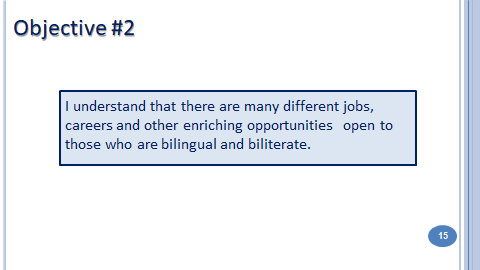 Objective #2
I understand that there are many different jobs,
careers and other enriching opportunities  open to
those who are bilingual and biliterate.
15